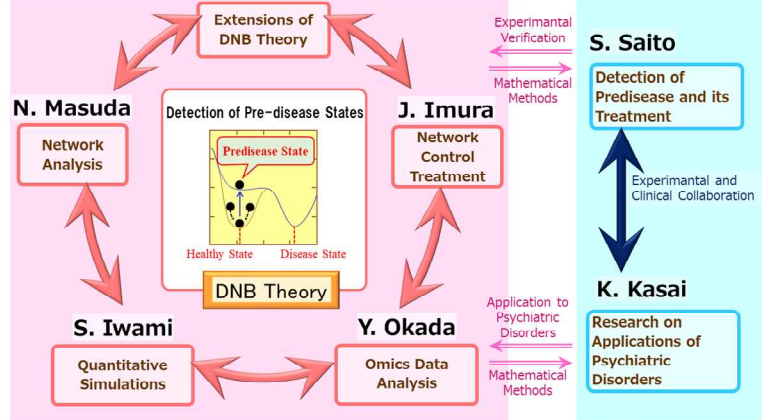 Extensions of
DNB Theory
N. Masuda
Network
Analysis
J. Imura
Network
Control
Treatment
Detection of Pre-disease States
Predisease State
Healthy State
Disease State
DNB Theory
S. Iwami
Quantitative
Simulations
Y. Okada
Omics Data
Analysis
Experimantal
Verification
Mathematical
Methods
Application to
Psychiatric
Disorders
Mathematical
Methods
S. Saito
Detection of
Predisease and its
Treatment
Experimantal and
Clinical Collaboration
K. Kasai
Research on
Applications of
Psychiatric
Disorders